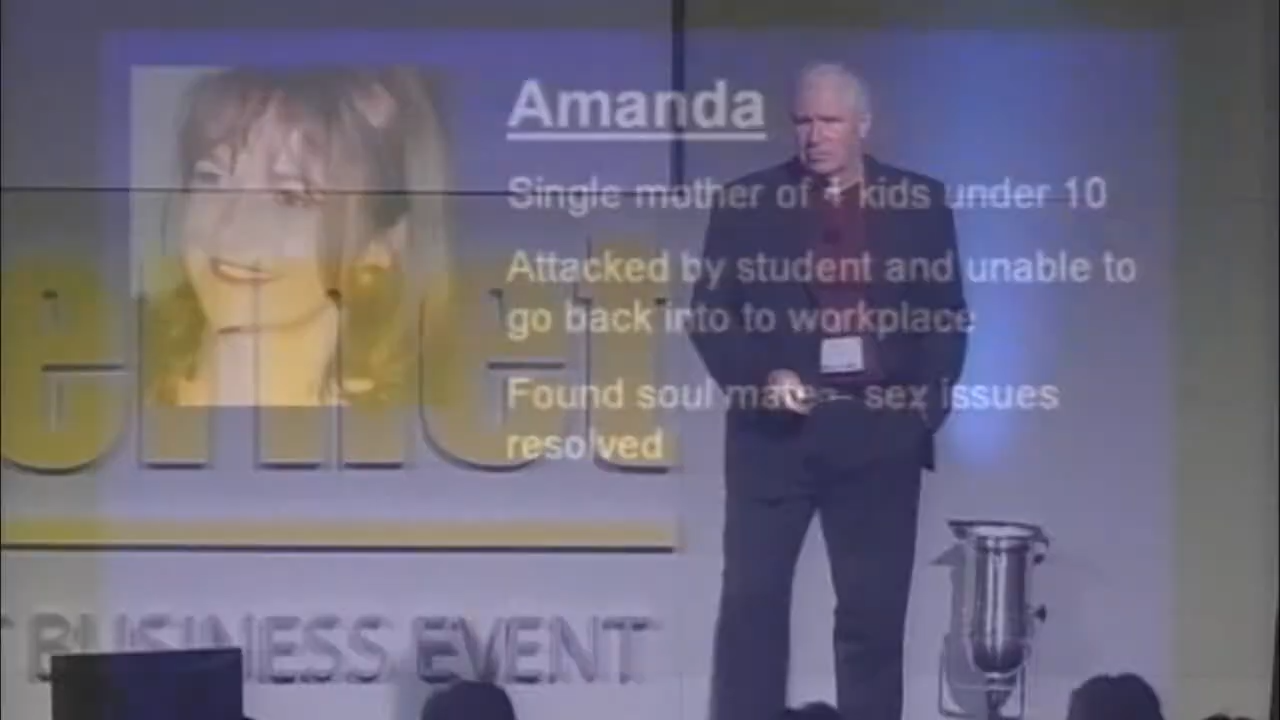 Amanda
Single mother of 4 kids under 10
Attacked by student and unable to
go back into to workplace
Found soul mate – sex issues
resolved
BUSINESS EVENT